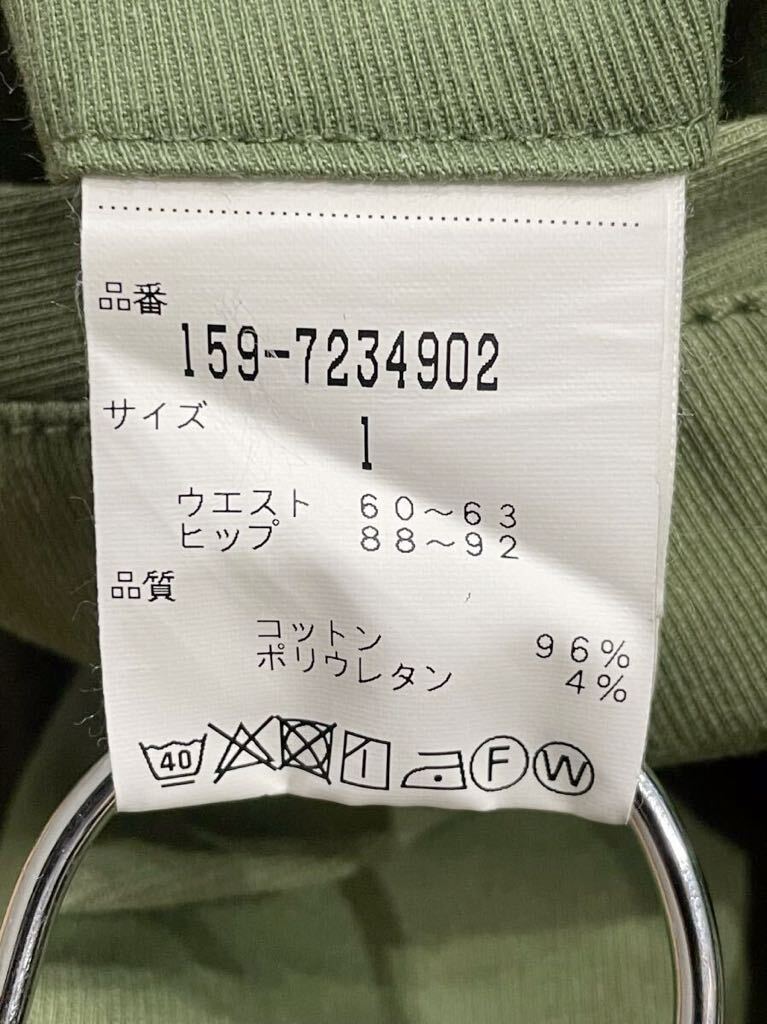 品番
159-7234902
サイズ
1
ウエスト 60～63
ヒップ 88～92
品質
コットン 96%
ポリウレタン 4%
40 F W